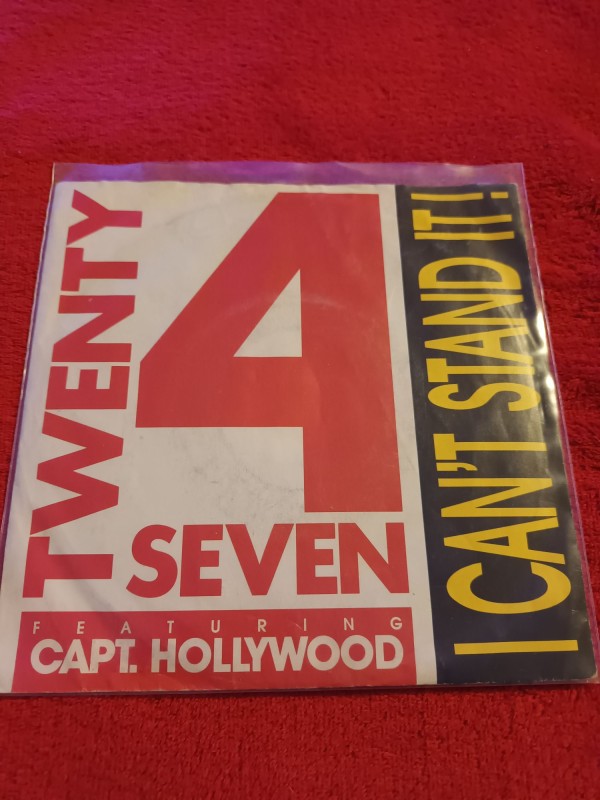 TWENTY
4
SEVEN
FEATURING
CAPT. HOLLYWOOD
I CAN'T STAND IT!